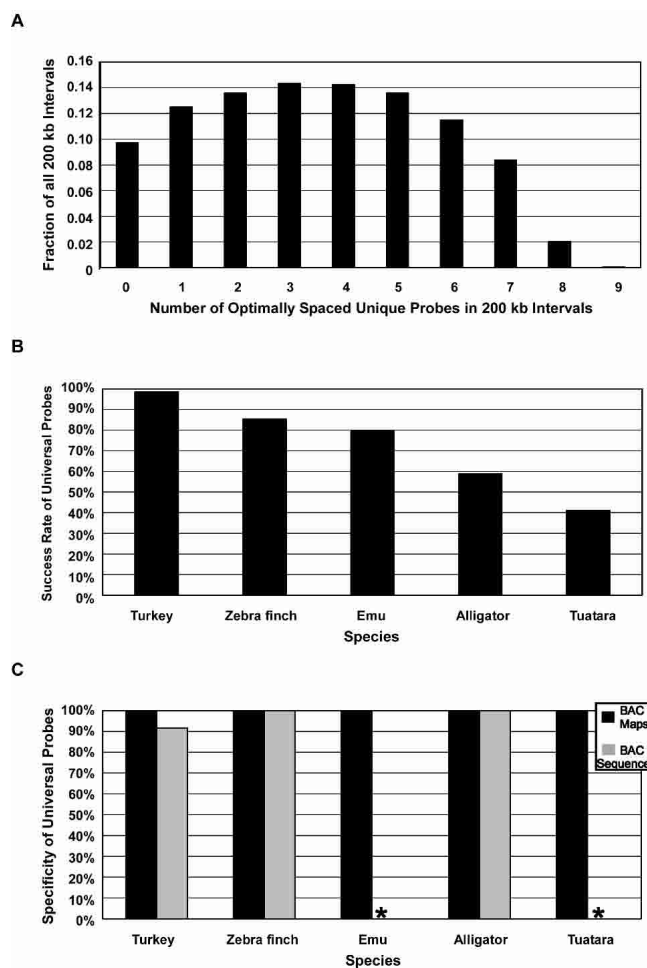 A
Fraction of all 200 kb Intervals
0.16
0.14
0.12
0.10
0.08
0.06
0.04
0.02
0
0 1 2 3 4 5 6 7 8 9
Number of Optimally Spaced Unique Probes in 200 kb Intervals
B
Success Rate of Universal Probes
100%
90%
80%
70%
60%
50%
40%
30%
20%
10%
0%
Turkey Zebra finch Emu Alligator Tuatara
Species
C
Specificity of Universal Probes
100%
90%
80%
70%
60%
50%
40%
30%
20%
10%
0%
BAC
Maps
BAC
Sequence
* *
Turkey Zebra finch Emu Alligator Tuatara
Species